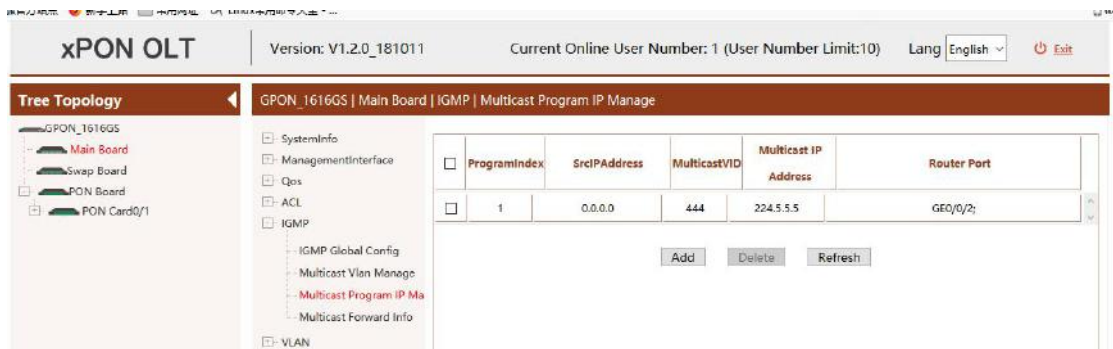 xPON OLT
Version: V1.2.0_181011
Current Online User Number: 1 (User Number Limit:10)
Lang English
Exit
Tree Topology
GPON_1616GS | Main Board | IGMP | Multicast Program IP Manage
GPON_1616GS
Main Board
Swap Board
PON Board
PON Card0/1
SystemInfo
ManagementInterface
Qos
ACL
IGMP
IGMP Global Config
Multicast Vlan Manage
Multicast Program IP Ma
Multicast Forward Info
VLAN
ProgramIndex SrcIPAddress MulticastVID Multicast IP Address Router Port
1 0.0.0.0 444 224.5.5.5 GE0/0/2;
Add Delete Refresh